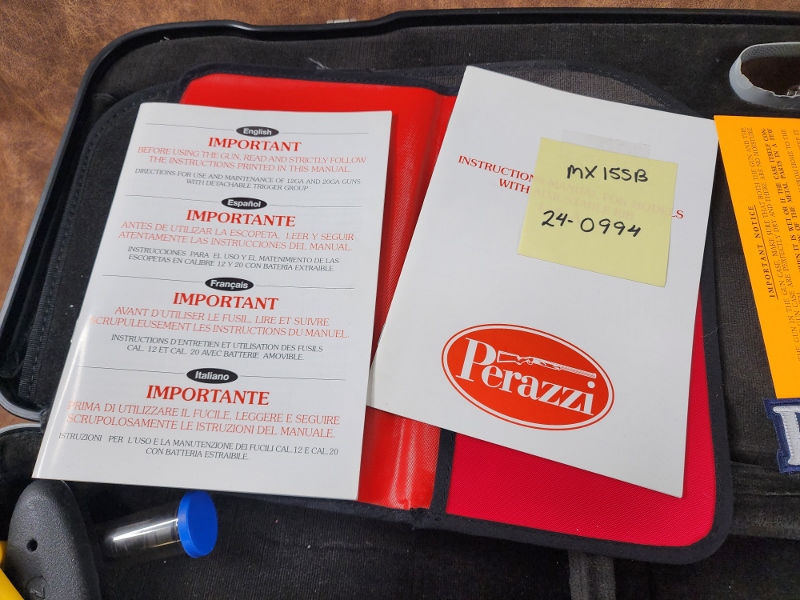 English
IMPORTANT
BEFORE USING THE GUN, READ AND STRICTLY FOLLOW
THE INSTRUCTIONS PRINTED IN THIS MANUAL.
DIRECTIONS FOR USE AND MAINTENANCE OF 12GA AND 20GA GUNS
WITH DETACHABLE TRIGGER GROUP
Español
IMPORTANTE
ANTES DE UTILIZAR LA ESCOPETA, LEER Y SEGUIR
ATENTAMENTE LAS INSTRUCCIONES DEL MANUAL.
INSTRUCCIONES PARA EL USO Y EL MATENIMIENTO DE LAS
ESCOPETAS EN CALIBRE 12 Y 20 CON BATERIA EXTRAIBLE
Français
IMPORTANT
AVANT D'UTILISER LE FUSIL, LIRE ET SUIVRE
SCRUPULEUSEMENT LES INSTRUCTIONS DU MANUEL.
INSTRUCTIONS D'ENTRETIEN ET UTILISATION DES FUSILS
CAL. 12 ET CAL. 20 AVEC BATTERIE AMOVIBLE.
Italiano
IMPORTANTE
PRIMA DI UTILIZZARE IL FUCILE, LEGGERE E SEGUIRE
SCRUPOLOSAMENTE LE ISTRUZIONI DEL MANUALE.
ISTRUZIONI PER L'USO E LA MANUTENZIONE DEI FUCILI CAL.12 E CAL.20
CON BATTERIA ESTRAIBILE.
INSTRUCTION
WITH
MX15SB
24-0994
Perazzi
IMPORTANT NOTICE